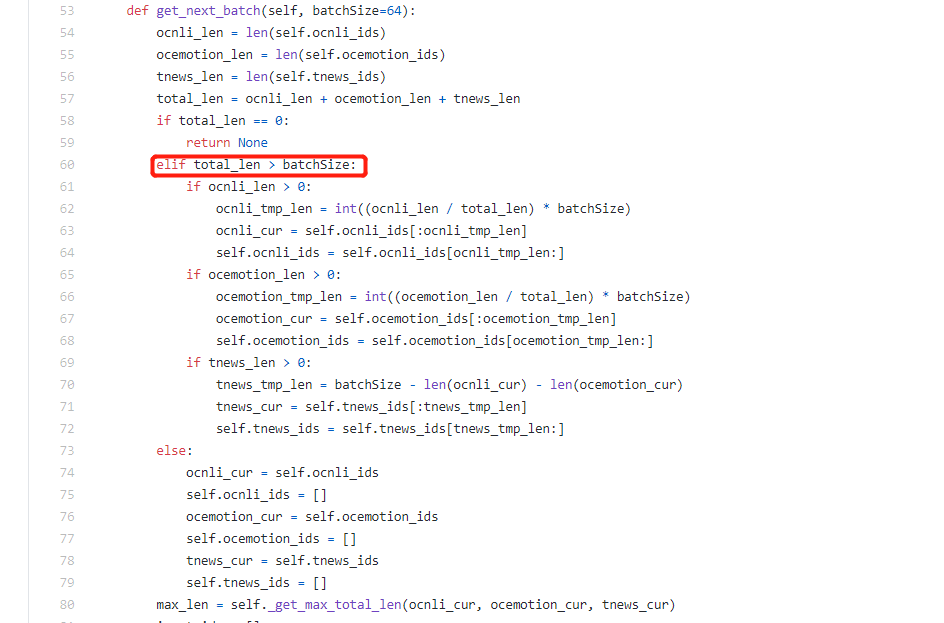 53 def get_next_batch(self, batchSize=64):
54 ocnli_len = len(self.ocnli_ids)
55 ocemotion_len = len(self.ocemotion_ids)
56 tnews_len = len(self.tnews_ids)
57 total_len = ocnli_len + ocemotion_len + tnews_len
58 if total_len == 0:
59 return None
60 elif total_len > batchSize:
61 if ocnli_len > 0:
62 ocnli_tmp_len = int((ocnli_len / total_len) * batchSize)
63 ocnli_cur = self.ocnli_ids[:ocnli_tmp_len]
64 self.ocnli_ids = self.ocnli_ids[ocnli_tmp_len:]
65 if ocemotion_len > 0:
66 ocemotion_tmp_len = int((ocemotion_len / total_len) * batchSize)
67 ocemotion_cur = self.ocemotion_ids[:ocemotion_tmp_len]
68 self.ocemotion_ids = self.ocemotion_ids[ocemotion_tmp_len:]
69 if tnews_len > 0:
70 tnews_tmp_len = batchSize - len(ocnli_cur) - len(ocemotion_cur)
71 tnews_cur = self.tnews_ids[:tnews_tmp_len]
72 self.tnews_ids = self.tnews_ids[tnews_tmp_len:]
73 else:
74 ocnli_cur = self.ocnli_ids
75 self.ocnli_ids = []
76 ocemotion_cur = self.ocemotion_ids
77 self.ocemotion_ids = []
78 tnews_cur = self.tnews_ids
79 self.tnews_ids = []
80 max_len = self._get_max_total_len(ocnli_cur, ocemotion_cur, tnews_cur)